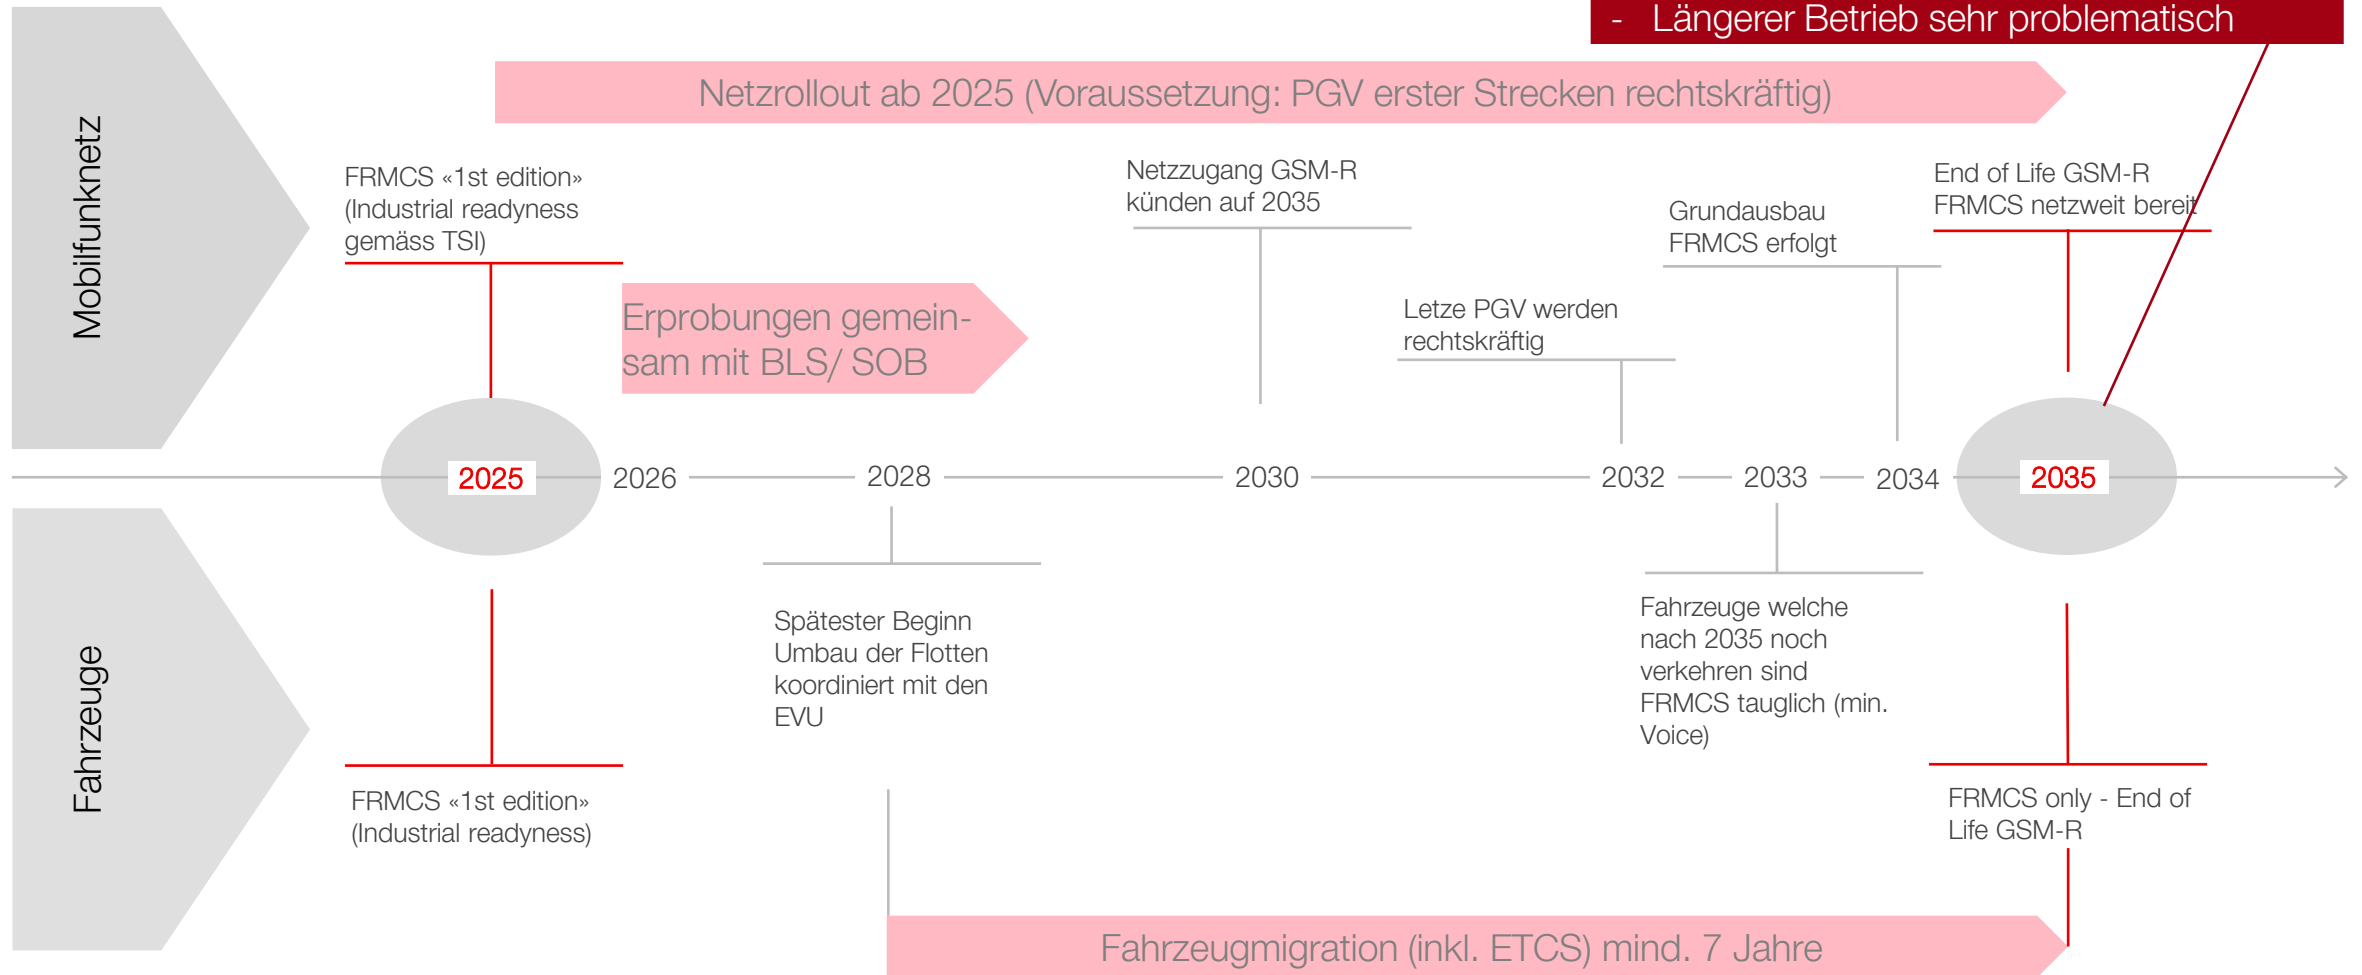 - Längerer Betrieb sehr problematisch
Netzrollout ab 2025 (Voraussetzung: PGV erster Strecken rechtskräftig)
Mobilfunknetz
FRMCS «1st edition»
(Industrial readyness
gemäss TSI)
Erprobungen gemein-
sam mit BLS/ SOB
Netzzugang GSM-R
künden auf 2035
Letze PGV werden
rechtskräftig
Grundausbau
FRMCS erfolgt
End of Life GSM-R
FRMCS netzweit bereit
2025
2026
2028
2030
2032
2033
2034
2035
Fahrzeuge
FRMCS «1st edition»
(Industrial readyness)
Spätester Beginn
Umbau der Flotten
koordiniert mit den
EVU
Fahrzeuge welche
nach 2035 noch
verkehren sind
FRMCS tauglich (min.
Voice)
FRMCS only - End of
Life GSM-R
Fahrzeugmigration (inkl. ETCS) mind. 7 Jahre